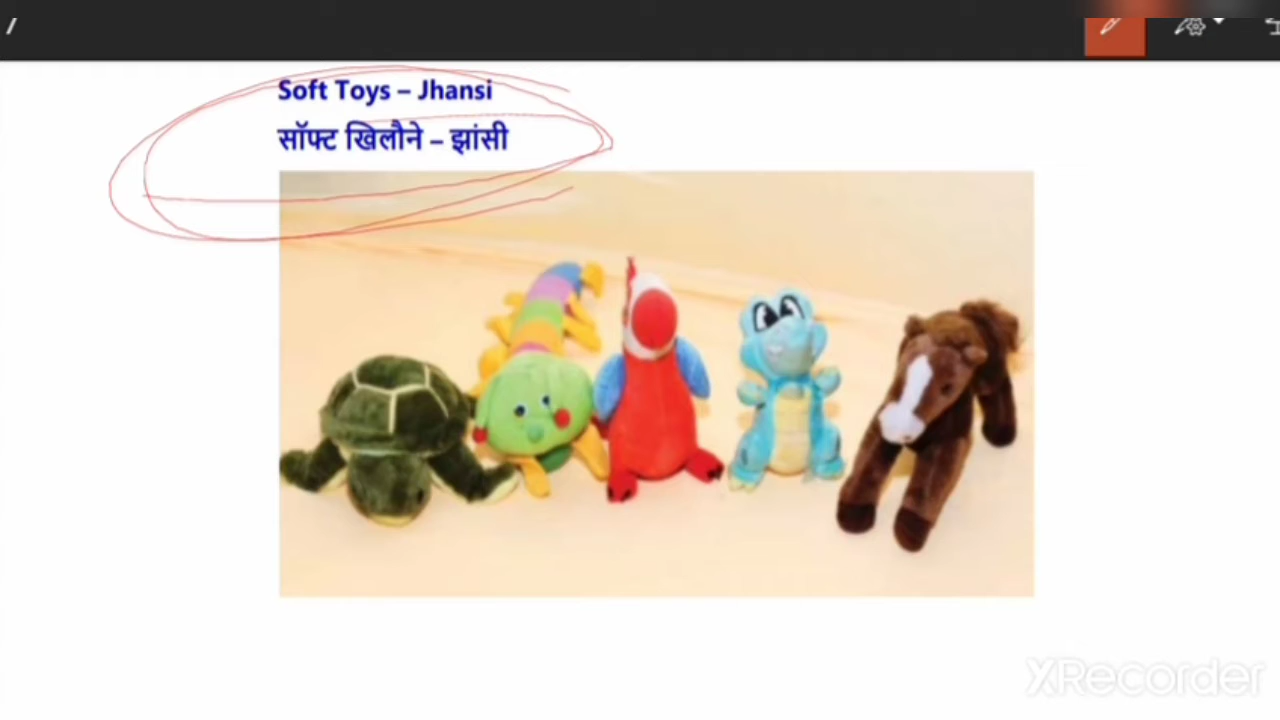 Soft Toys – Jhansi
सॉफ्ट खिलौने – झांसी
XRecorder